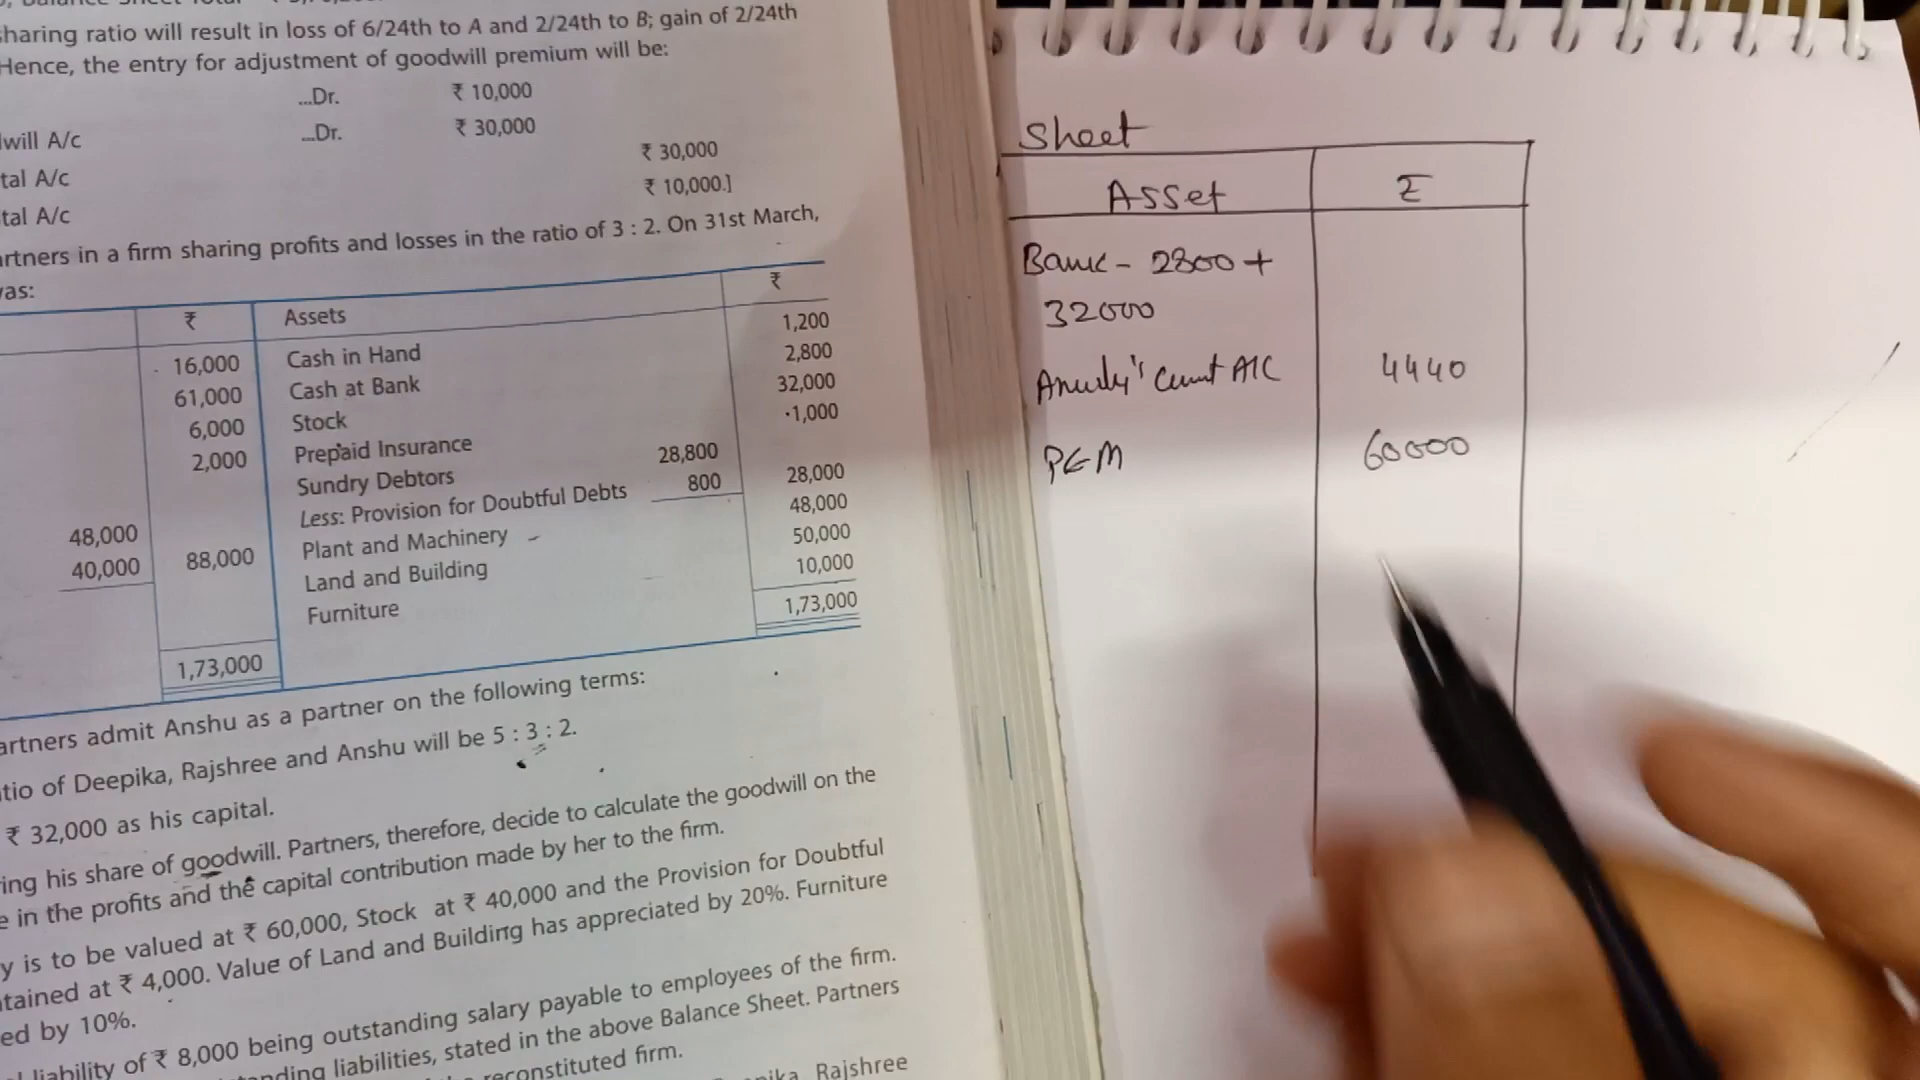 sharing ratio will result in loss of 6/24th to A and 2/24th to B; gain of 2/24th
Hence, the entry for adjustment of goodwill premium will be:
...Dr. ₹ 10,000
will A/c ...Dr. ₹ 30,000
tal A/c ₹ 30,000
tal A/c ₹ 10,000.]
artners in a firm sharing profits and losses in the ratio of 3 : 2. On 31st March,
as:
₹ Assets ₹
16,000 Cash in Hand 1,200
61,000 Cash at Bank 2,800
6,000 Stock 32,000
2,000 Prepaid Insurance 1,000
Sundry Debtors 28,800
Less: Provision for Doubtful Debts 800 28,000
48,000 Plant and Machinery 48,000
40,000 88,000 Land and Building 50,000
Furniture 10,000
1,73,000 1,73,000
artners admit Anshu as a partner on the following terms:
tio of Deepika, Rajshree and Anshu will be 5 : 3 : 2.
₹ 32,000 as his capital.
ing his share of goodwill. Partners, therefore, decide to calculate the goodwill on the
e in the profits and the capital contribution made by her to the firm.
y is to be valued at ₹ 60,000, Stock at ₹ 40,000 and the Provision for Doubtful
tained at ₹ 4,000. Value of Land and Building has appreciated by 20%. Furniture
ed by 10%.
liability of ₹ 8,000 being outstanding salary payable to employees of the firm.
nding liabilities, stated in the above Balance Sheet. Partners
reconstituted firm.
Rajshree
Sheet
Asset ₹
Bank - 2800 +
32000
A/C 4440
P&M 60000